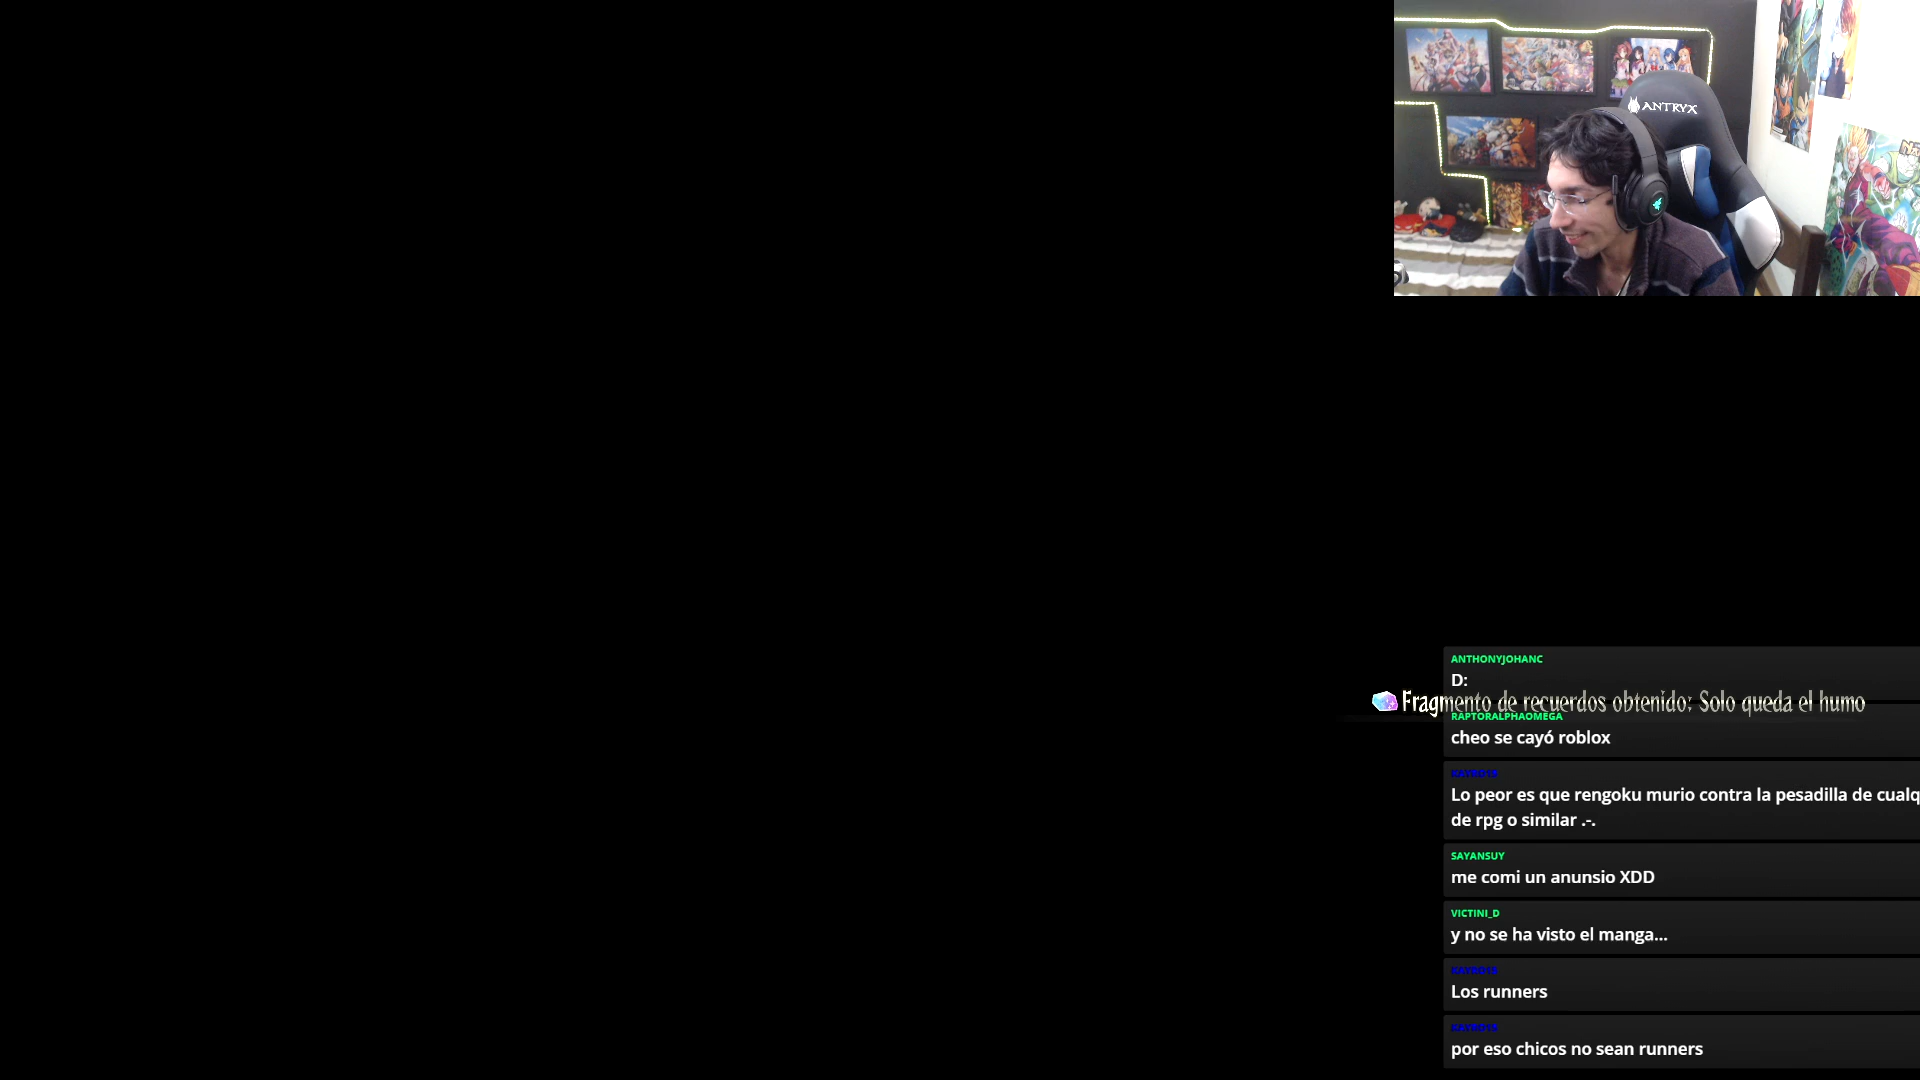 ANTRYX
ANTHONYJOHANC
D:
Fragmento de recuerdos obtenido: Solo queda el humo
RAPTORALPHAOMEGA
cheo se cayó roblox
Lo peor es que rengoku murio contra la pesadilla de cualq
de rpg o similar .-.
SAYANSUY
me comi un anunsio XDD
VICTINI_D
y no se ha visto el manga...
Los runners
por eso chicos no sean runners